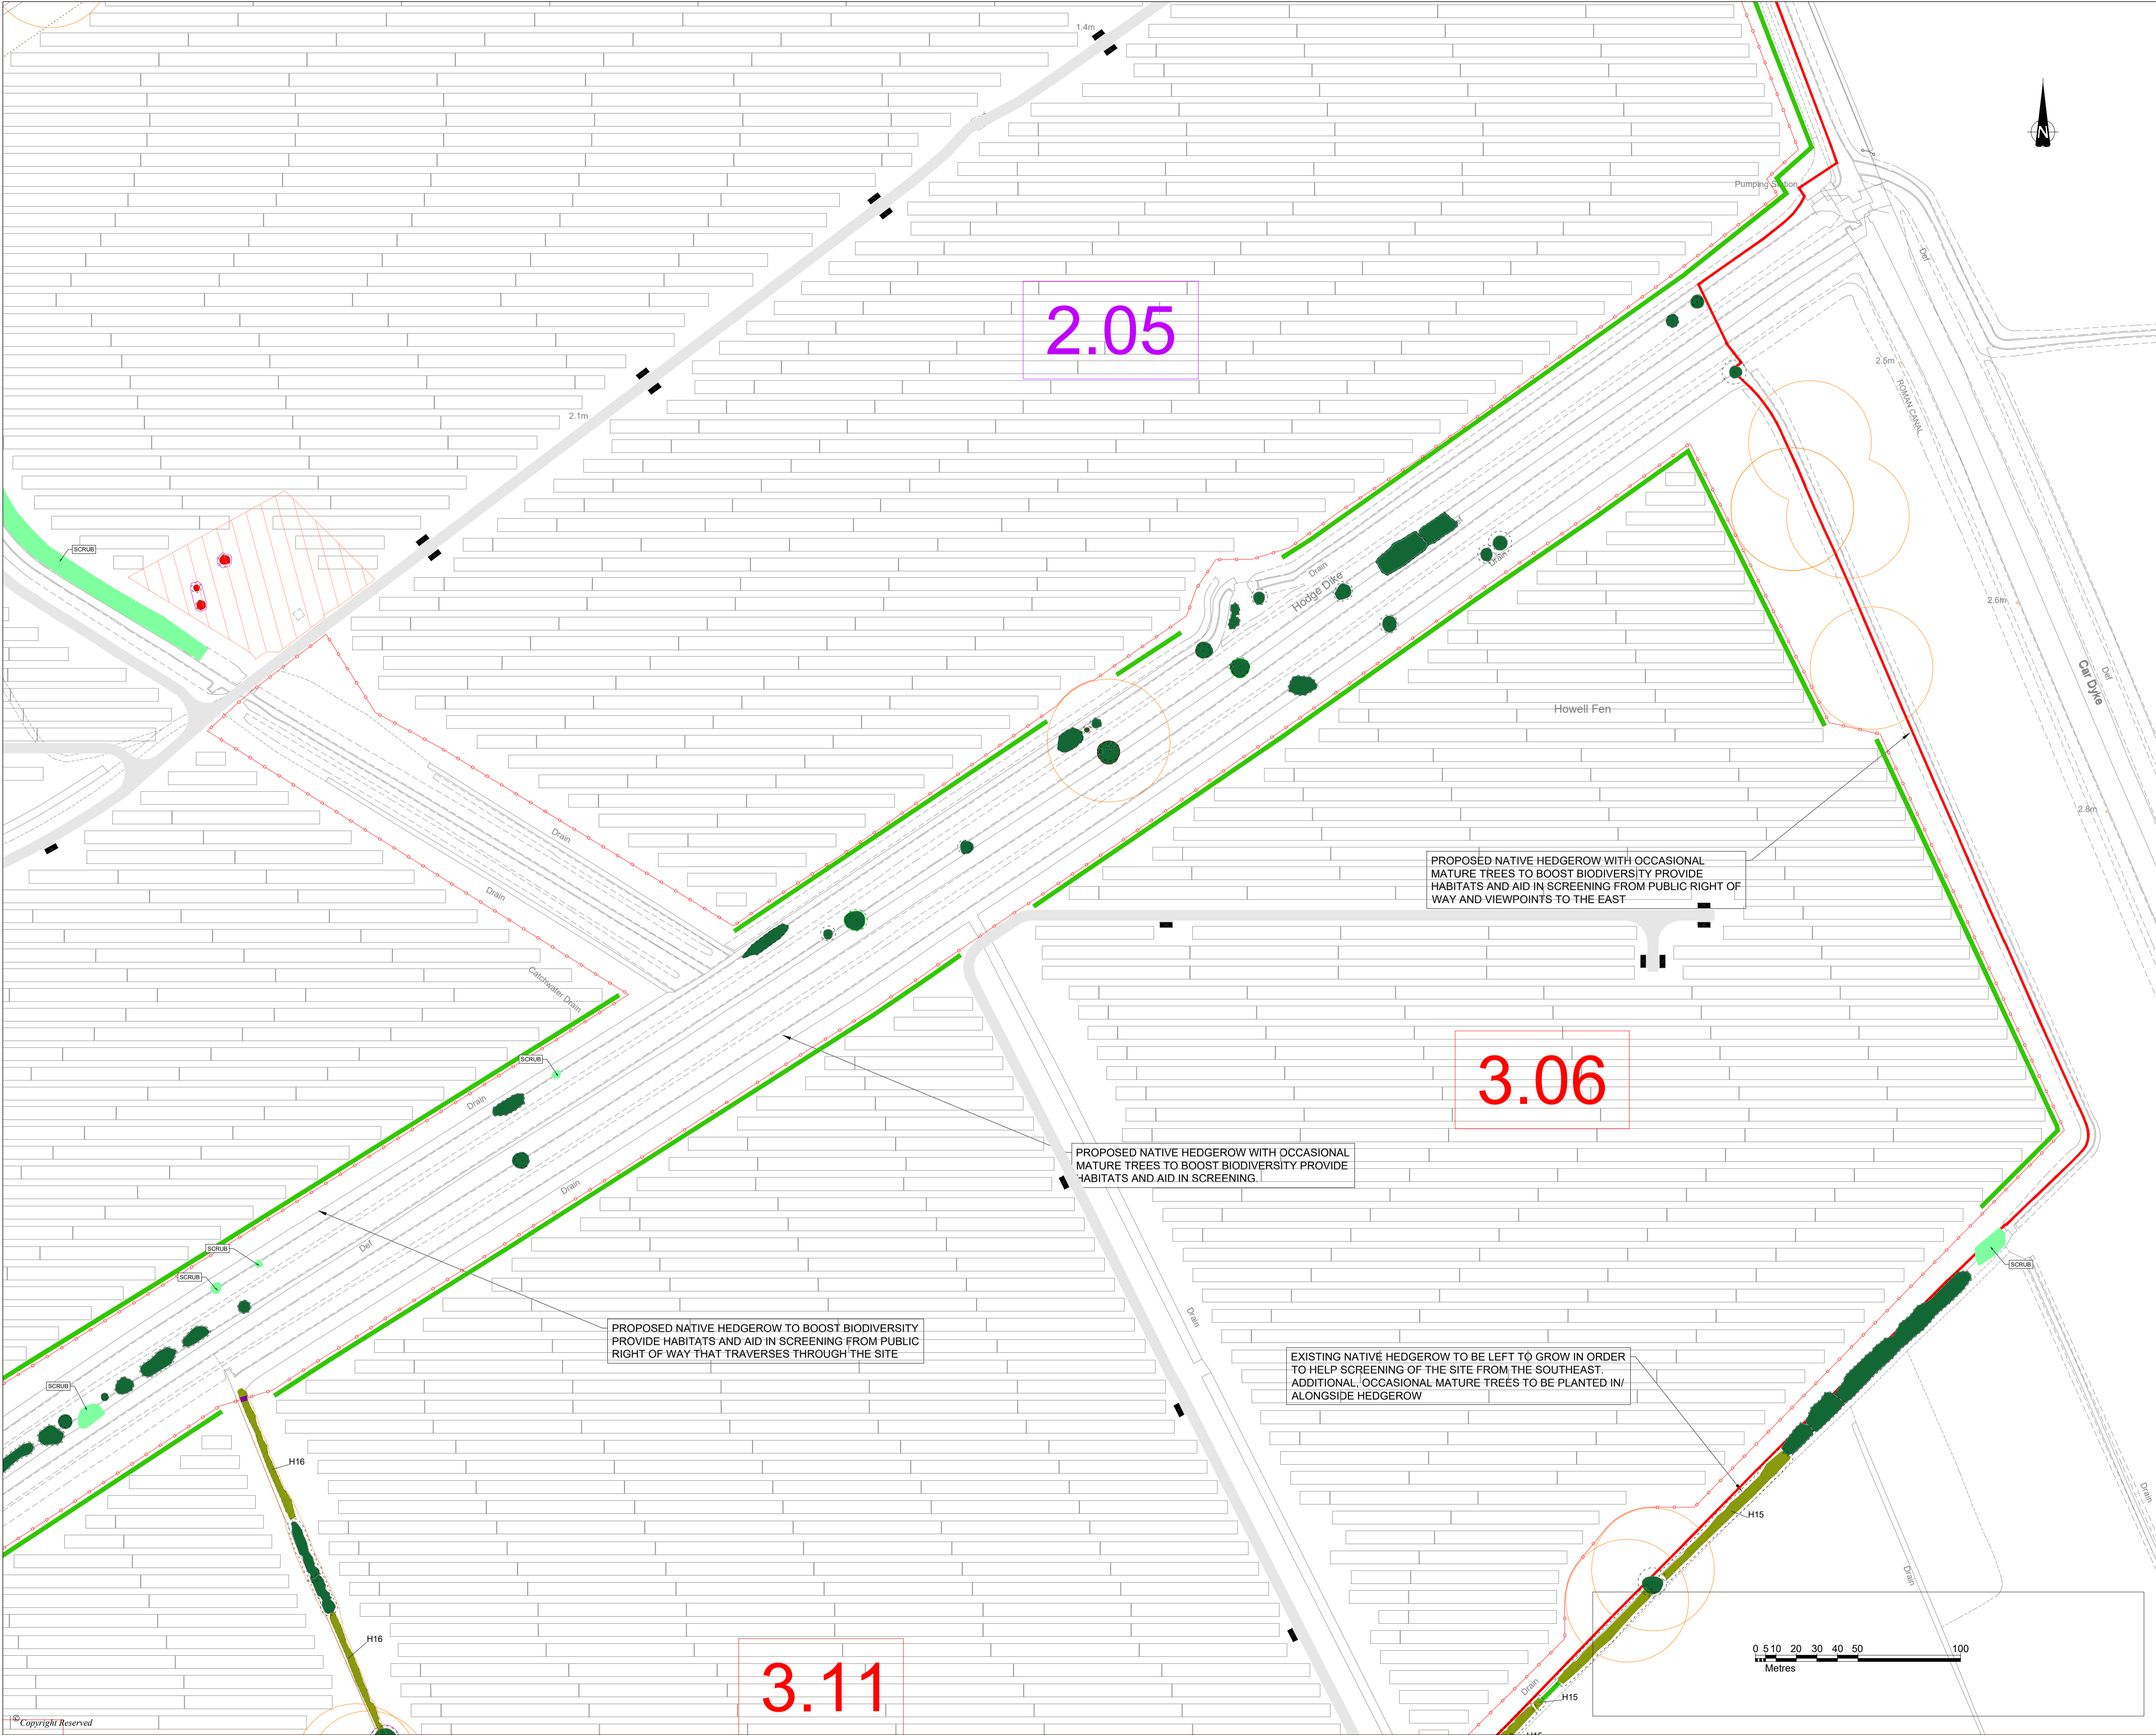 1.4m
N
Pumping Station
2.05
Def
2.5m
ROMAN CANAL
2.1m
SCRUB
Drain
Hodge Dike
Drain
2.6m
Car Dyke
Def
Howell Fen
2.8m
Drain
Drain
Catchwater Drain
PROPOSED NATIVE HEDGEROW WITH OCCASIONAL
MATURE TREES TO BOOST BIODIVERSITY PROVIDE
HABITATS AND AID IN SCREENING FROM PUBLIC RIGHT OF
WAY AND VIEWPOINTS TO THE EAST
SCRUB
Drain
3.06
PROPOSED NATIVE HEDGEROW WITH OCCASIONAL
MATURE TREES TO BOOST BIODIVERSITY PROVIDE
HABITATS AND AID IN SCREENING.
Drain
Def
SCRUB
SCRUB
SCRUB
Drain
PROPOSED NATIVE HEDGEROW TO BOOST BIODIVERSITY
PROVIDE HABITATS AND AID IN SCREENING FROM PUBLIC
RIGHT OF WAY THAT TRAVERSES THROUGH THE SITE
EXISTING NATIVE HEDGEROW TO BE LEFT TO GROW IN ORDER
TO HELP SCREENING OF THE SITE FROM THE SOUTHEAST.
ADDITIONAL, OCCASIONAL MATURE TREES TO BE PLANTED IN/
ALONGSIDE HEDGEROW
SCRUB
H16
Drain
H15
Drain
H16
0 5 10 20 30 40 50 100
Metres
3.11
Drain
H15
H15
© Copyright Reserved